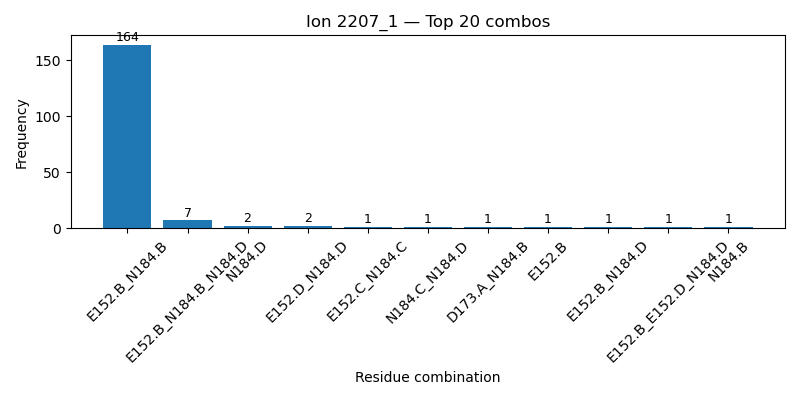 Ion 2207_1 — Top 20 combos
Frequency
150
100
50
0
164
7
2
2
1
1
1
1
1
1
1
E152.B_N184.B
E152.B_N184.B_N184.D
N184.D
E152.D_N184.D
E152.C_N184.C
N184.C_N184.D
D173.A_N184.B
E152.B
E152.B_N184.D
E152.B_E152.D_N184.D
N184.B
Residue combination